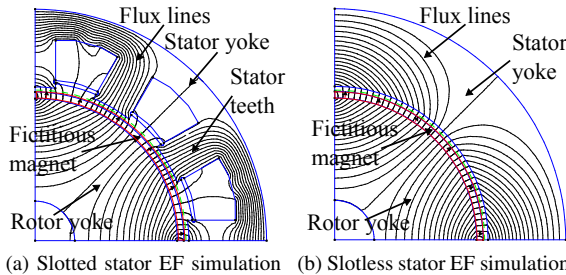 Flux lines
Stator yoke
Stator teeth
Fictitious magnet
Rotor yoke
(a) Slotted stator EF simulation
Flux lines
Stator yoke
Fictitious magnet
Rotor yoke
(b) Slotless stator EF simulation